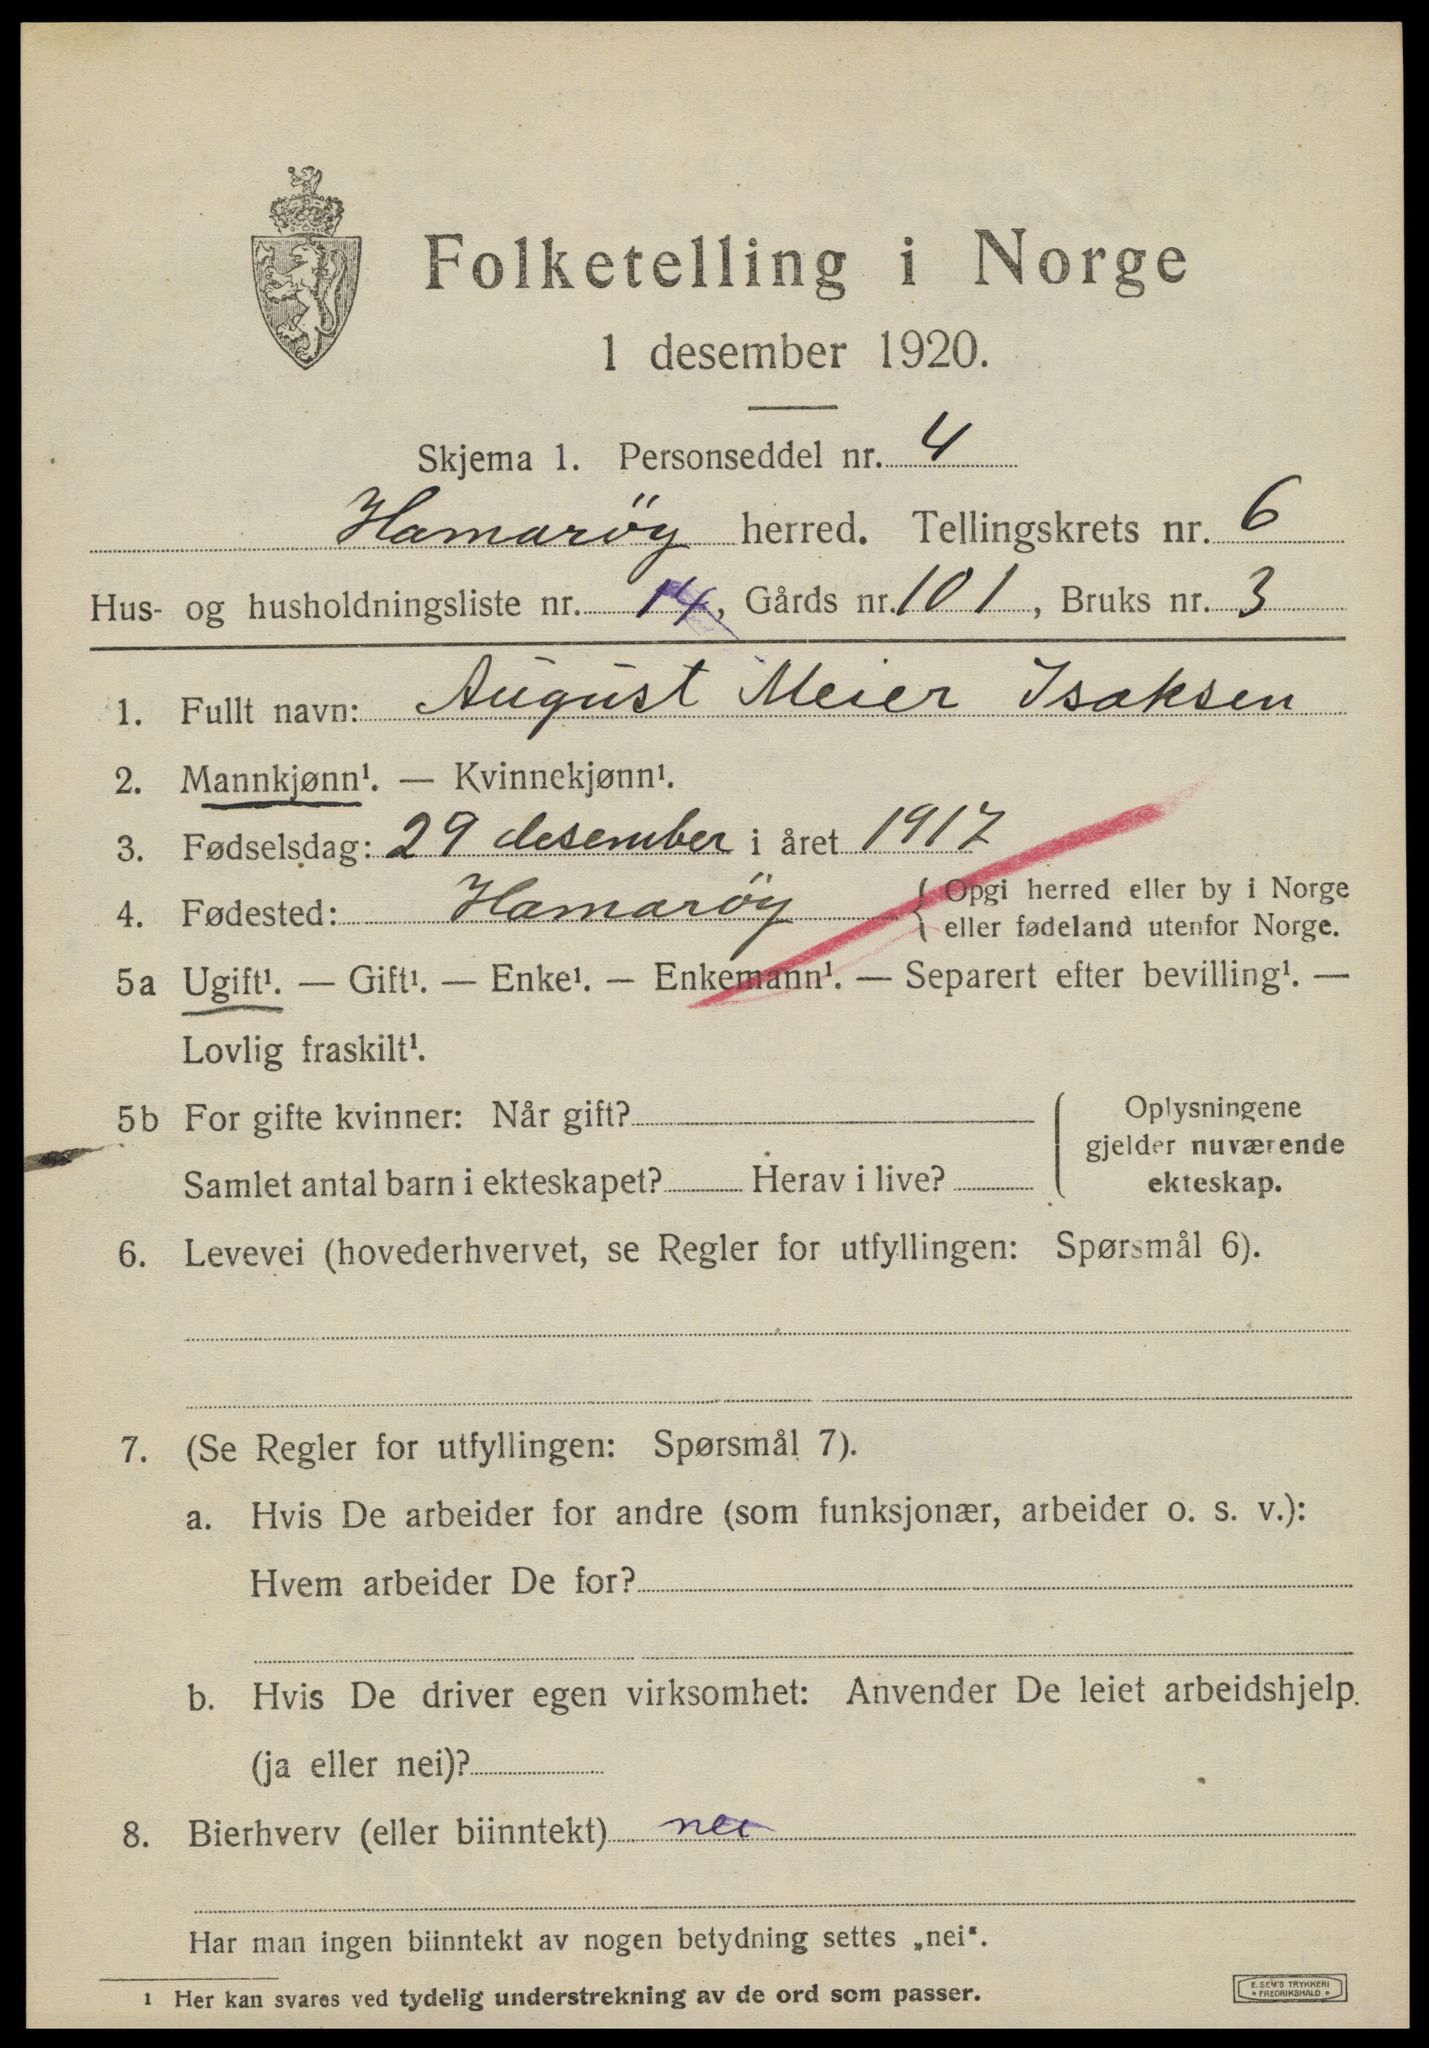 Folketelling i Norge
1 desember 1920.
Skjema 1. Personseddel nr. 4
Hamarøy herred. Tellingskrets nr. 6
Hus- og husholdningsliste nr. 14, Gårds nr. 101, Bruks nr. 3
1. Fullt navn: August Meier Isaksen
2. Mannkjønn¹. — Kvinnekjønn¹.
3. Fødselsdag: 29 desember i året 1917
4. Fødested: Hamarøy { Opgi herred eller by i Norge
eller fødeland utenfor Norge.
5a Ugift¹. — Gift¹. — Enke¹. — Enkemann¹. — Separert efter bevilling¹. —
Lovlig fraskilt¹.
5b For gifte kvinner: Når gift?
Samlet antal barn i ekteskapet? Herav i live?
Oplysningene
gjelder nuværende
ekteskap.
6. Levevei (hovederhvervet, se Regler for utfyllingen: Spørsmål 6).
7. (Se Regler for utfyllingen: Spørsmål 7).
a. Hvis De arbeider for andre (som funksjonær, arbeider o. s. v.):
Hvem arbeider De for?
b. Hvis De driver egen virksomhet: Anvender De leiet arbeidshjelp
(ja eller nei)?
8. Bierhverv (eller biinntekt) nei
Har man ingen biinntekt av nogen betydning settes „nei“.
1 Her kan svares ved tydelig understrekning av de ord som passer.
E. SEM'S TRYKKERI
• FREDRIKSHALD •